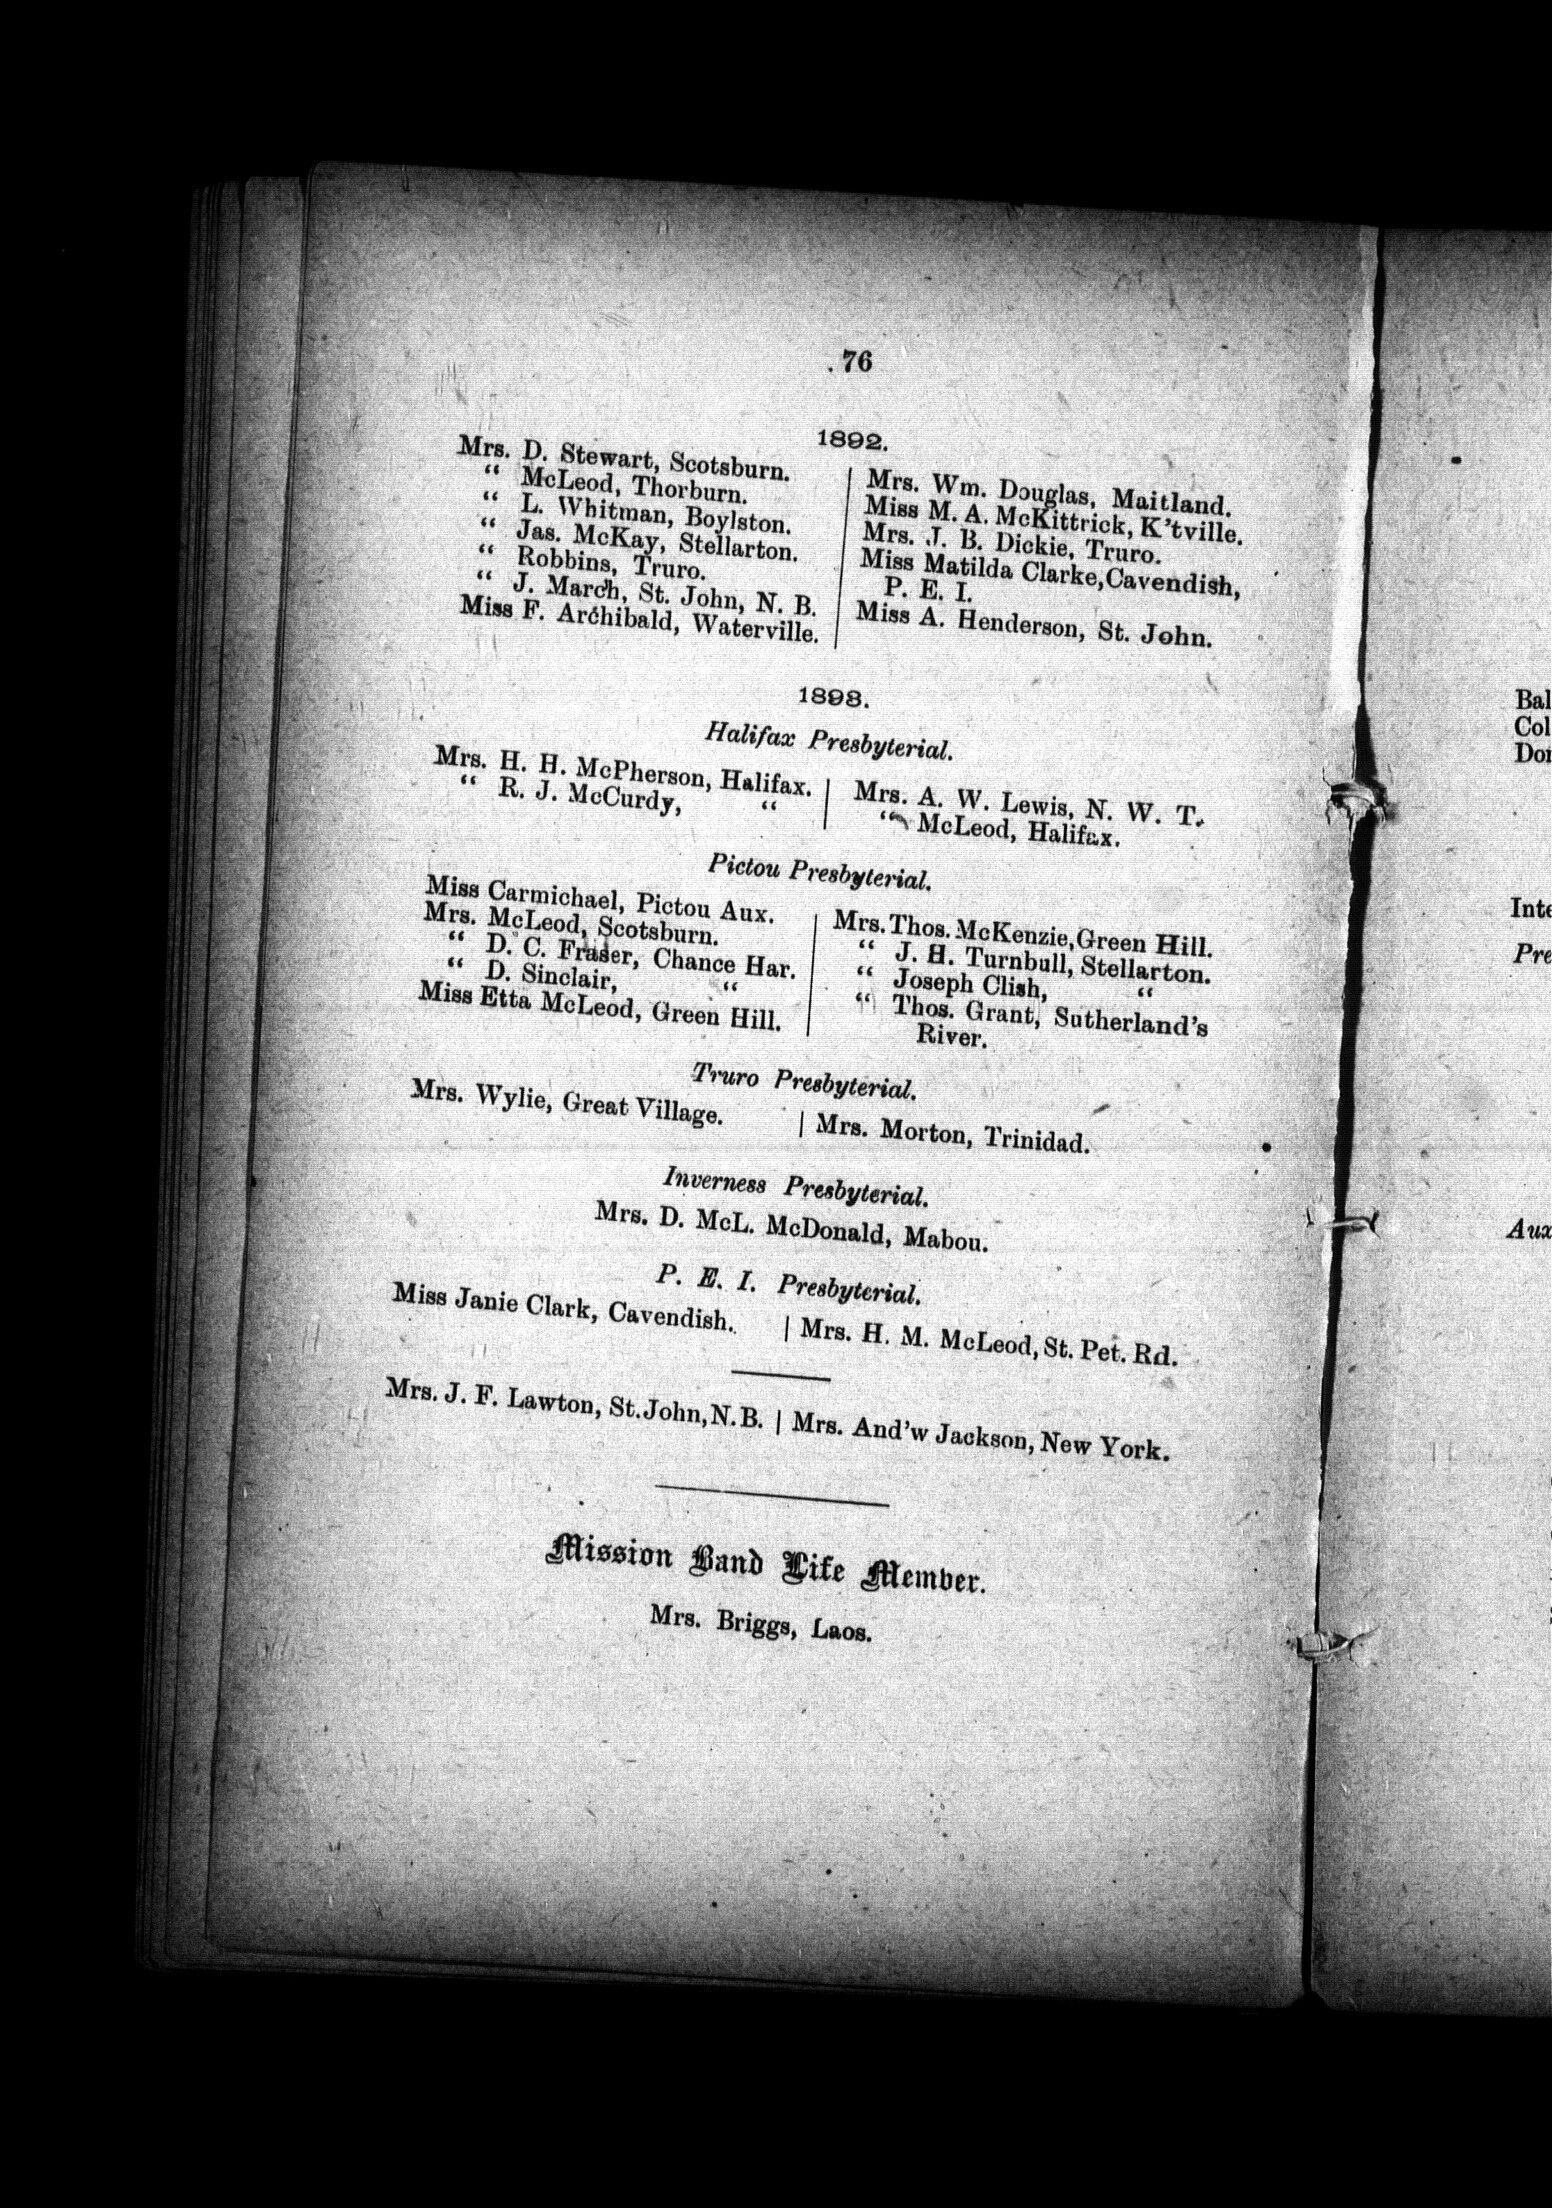 76
1892.
Mrs. D. Stewart, Scotsburn.
“ McLeod, Thorburn.
“ L. Whitman, Boylston.
“ Jas. McKay, Stellarton.
“ Robbins, Truro.
“ J. March, St. John, N. B.
Miss F. Archibald, Waterville.
Mrs. Wm. Douglas, Maitland.
Miss M. A. McKittrick, K'tville.
Mrs. J. B. Dickie, Truro.
Miss Matilda Clarke, Cavendish,
P. E. I.
Miss A. Henderson, St. John.
1893.
Halifax Presbyterial.
Mrs. H. H. McPherson, Halifax.
“ R. J. McCurdy, “
Mrs. A. W. Lewis, N. W. T.
“ McLeod, Halifax.
Pictou Presbyterial.
Miss Carmichael, Pictou Aux.
Mrs. McLeod, Scotsburn.
“ D. C. Fraser, Chance Har.
“ D. Sinclair, “
Miss Etta McLeod, Green Hill.
Mrs. Thos. McKenzie, Green Hill.
“ J. H. Turnbull, Stellarton.
“ Joseph Clish, “
“ Thos. Grant, Sutherland's
River.
Truro Presbyterial.
Mrs. Wylie, Great Village.
Mrs. Morton, Trinidad.
Inverness Presbyterial.
Mrs. D. McL. McDonald, Mabou.
P. E. I. Presbyterial.
Miss Janie Clark, Cavendish.
Mrs. H. M. McLeod, St. Pet. Rd.
Mrs. J. F. Lawton, St. John, N. B.
Mrs. And'w Jackson, New York.
Mission Band Life Member.
Mrs. Briggs, Laos.
Bal
Col
Don
Inte
Pre
Aux